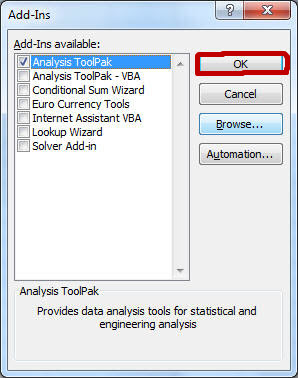 Add-Ins
Add-Ins available:
Analysis ToolPak
Analysis ToolPak - VBA
Conditional Sum Wizard
Euro Currency Tools
Internet Assistant VBA
Lookup Wizard
Solver Add-in
OK
Cancel
Browse...
Automation...
Analysis ToolPak
Provides data analysis tools for statistical and
engineering analysis